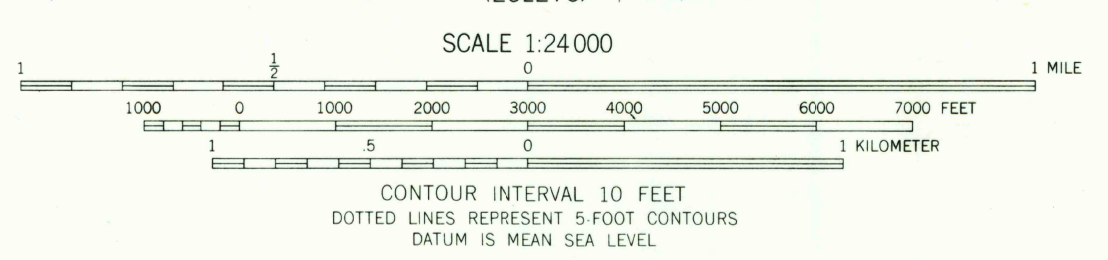 SCALE 1:24 000
1 1/2 0 1 MILE
1000 0 1000 2000 3000 4000 5000 6000 7000 FEET
1 .5 0 1 KILOMETER
CONTOUR INTERVAL 10 FEET
DOTTED LINES REPRESENT 5-FOOT CONTOURS
DATUM IS MEAN SEA LEVEL